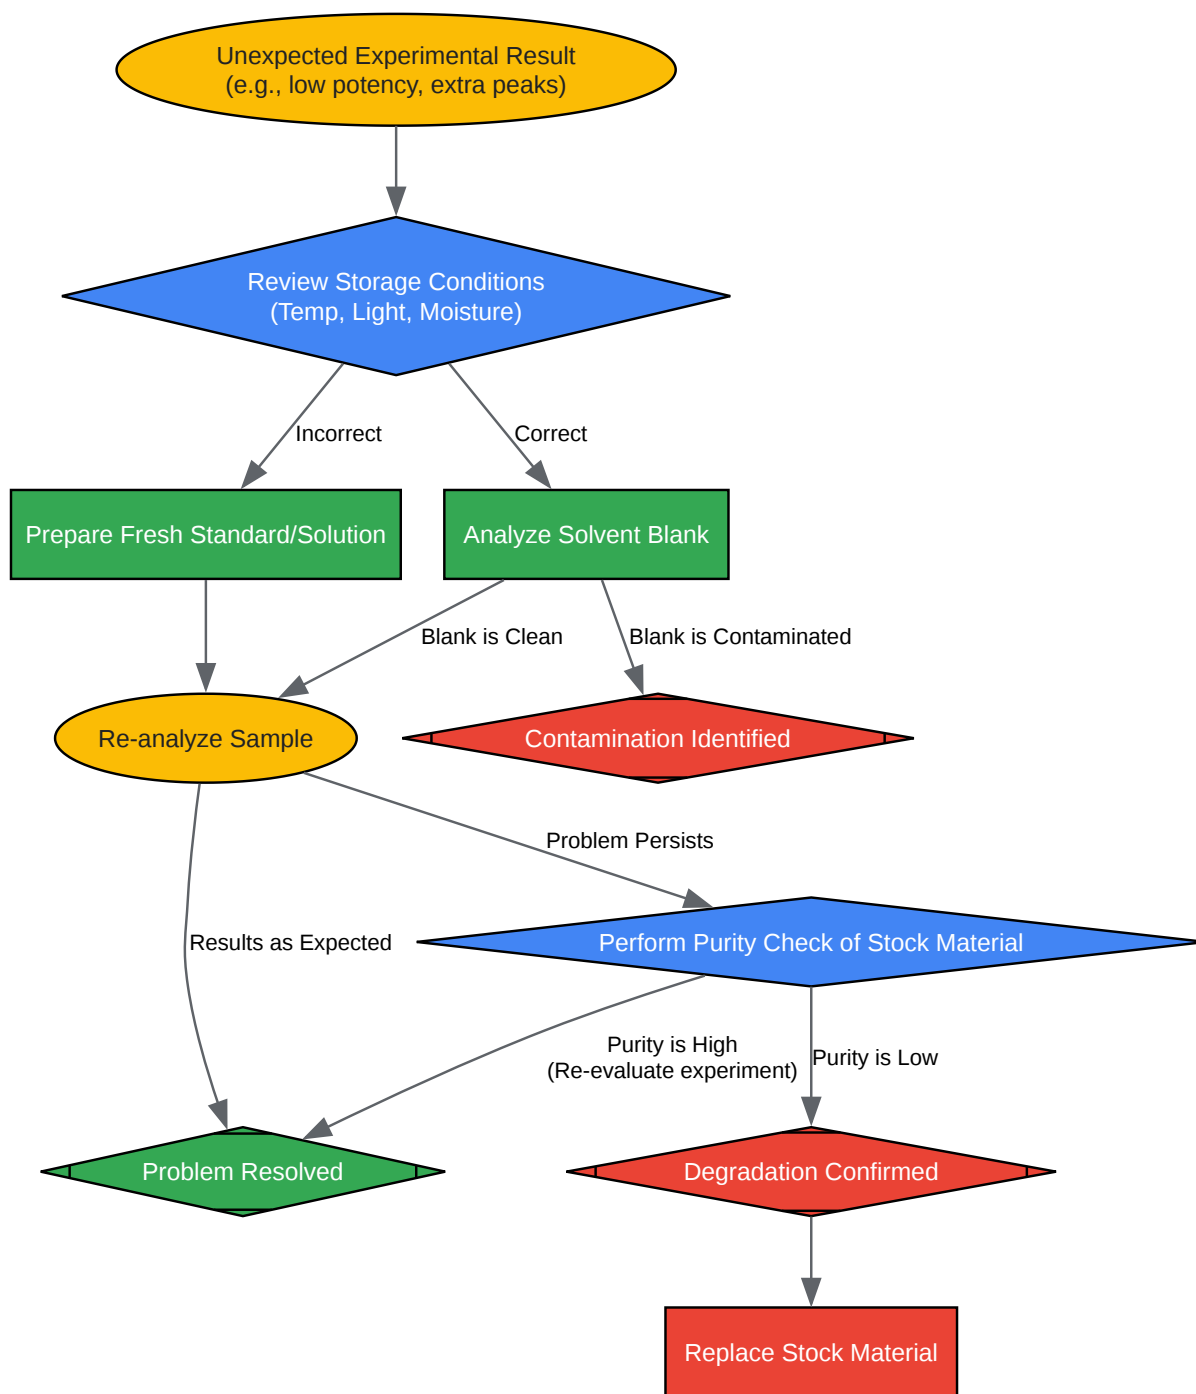 Unexpected Experimental Result
(e.g., low potency, extra peaks)
Review Storage Conditions
(Temp, Light, Moisture)
Incorrect
Correct
Prepare Fresh Standard/Solution
Analyze Solvent Blank
Blank is Clean
Blank is Contaminated
Re-analyze Sample
Contamination Identified
Problem Persists
Results as Expected
Perform Purity Check of Stock Material
Purity is High
(Re-evaluate experiment)
Purity is Low
Problem Resolved
Degradation Confirmed
Replace Stock Material